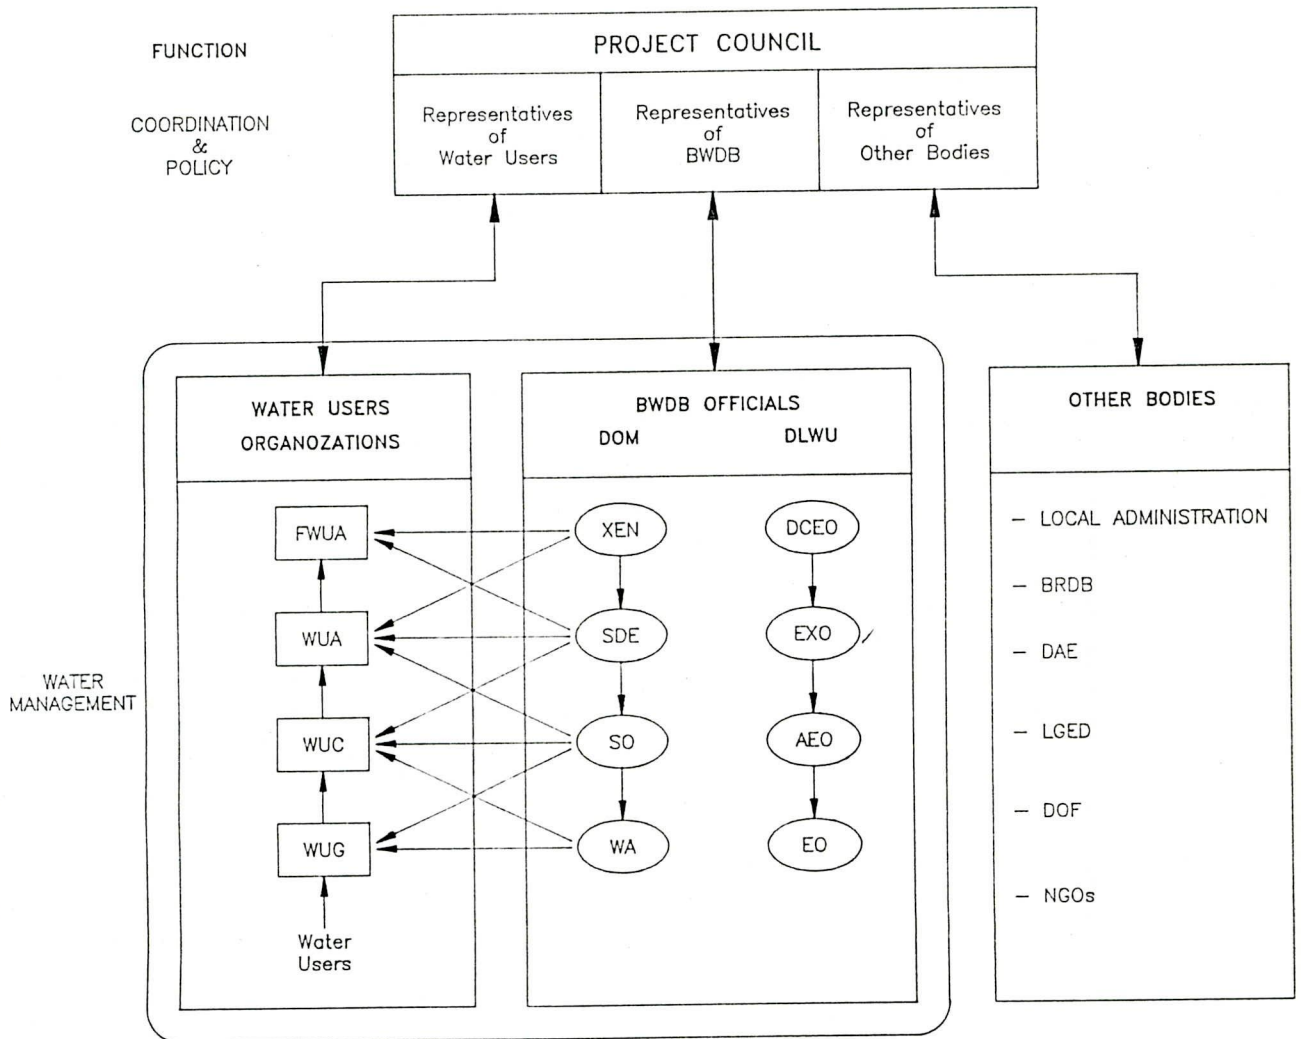 FUNCTION
PROJECT COUNCIL
COORDINATION
&
POLICY
Representatives
of
Water Users
Representatives
of
BWDB
Representatives
of
Other Bodies
WATER USERS
ORGANOZATIONS
BWDB OFFICIALS
DOM DLWU
OTHER BODIES
FWUA
XEN
DCEO
– LOCAL ADMINISTRATION
– BRDB
WUA
SDE
EXO
– DAE
WATER
MANAGEMENT
WUC
SO
AEO
– LGED
– DOF
WUG
WA
EO
– NGOs
Water
Users